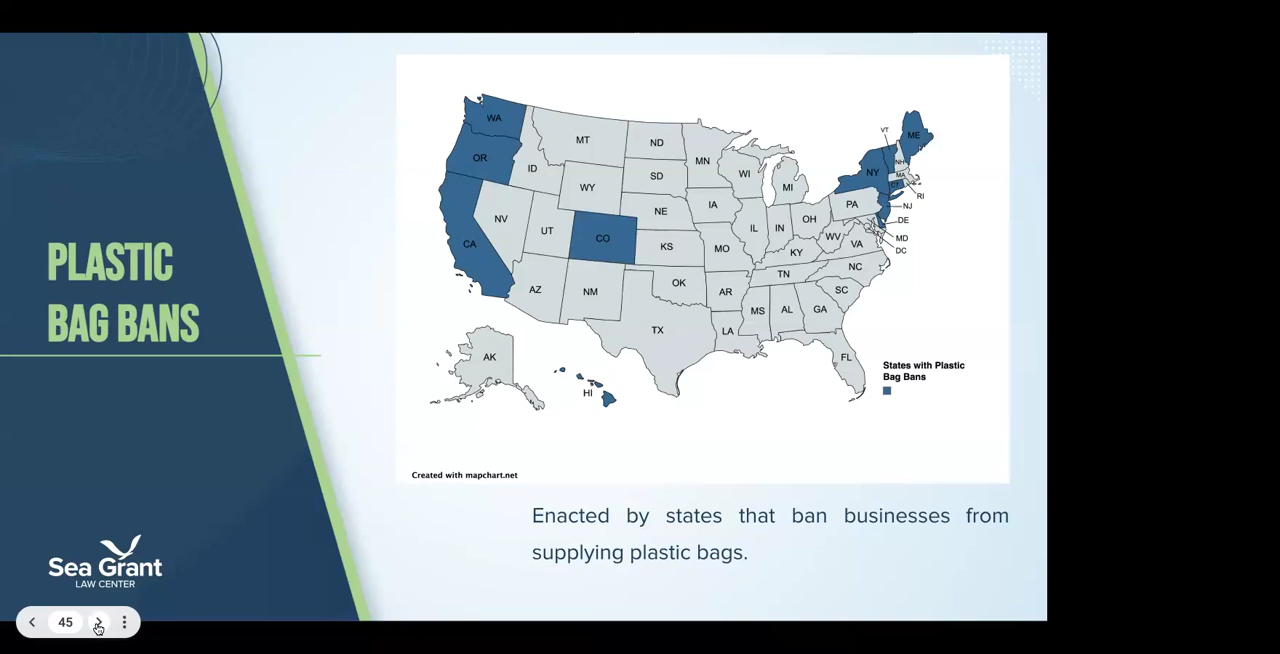 PLASTIC
BAG BANS
WA
OR
CA
NV
ID
MT
WY
UT
CO
AZ
NM
ND
SD
NE
KS
OK
TX
MN
IA
MO
AR
LA
WI
IL
MS
MI
IN
OH
KY
TN
AL
GA
FL
SC
NC
VA
WV
PA
NY
VT
NH
ME
MA
CT
RI
NJ
DE
MD
DC
AK
HI
States with Plastic
Bag Bans
Created with mapchart.net
Enacted by states that ban businesses from
supplying plastic bags.
Sea Grant
LAW CENTER
45